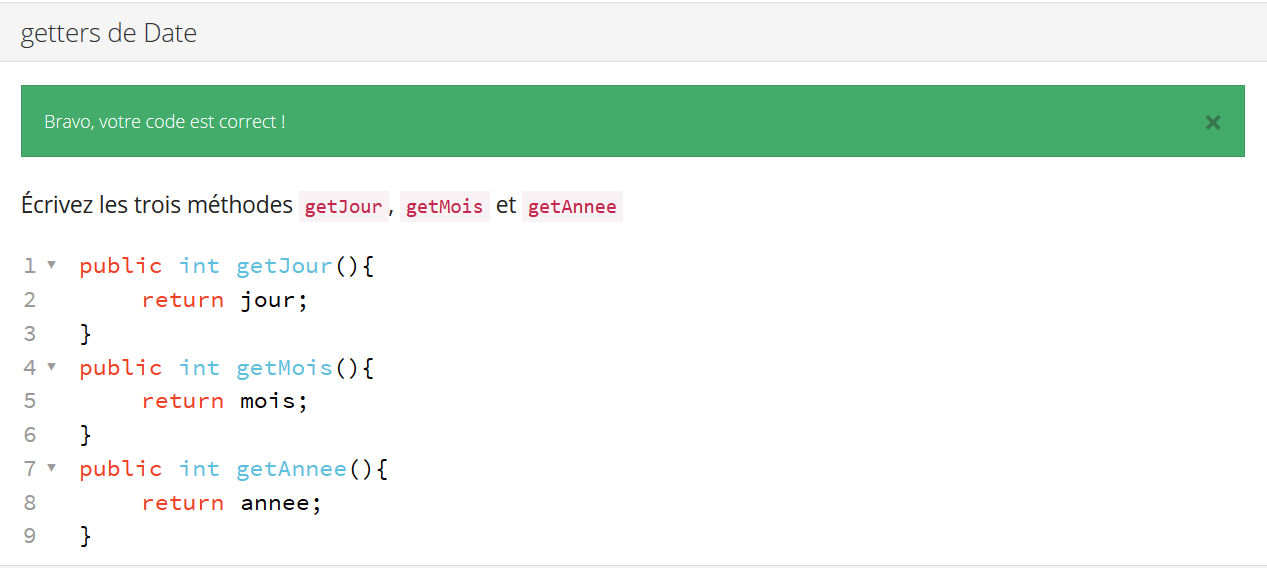 getters de Date
Bravo, votre code est correct !
×
Écrivez les trois méthodes getJour, getMois et getAnnee
1 ▾ public int getJour(){
2 return jour;
3 }
4 ▾ public int getMois(){
5 return mois;
6 }
7 ▾ public int getAnnee(){
8 return annee;
9 }